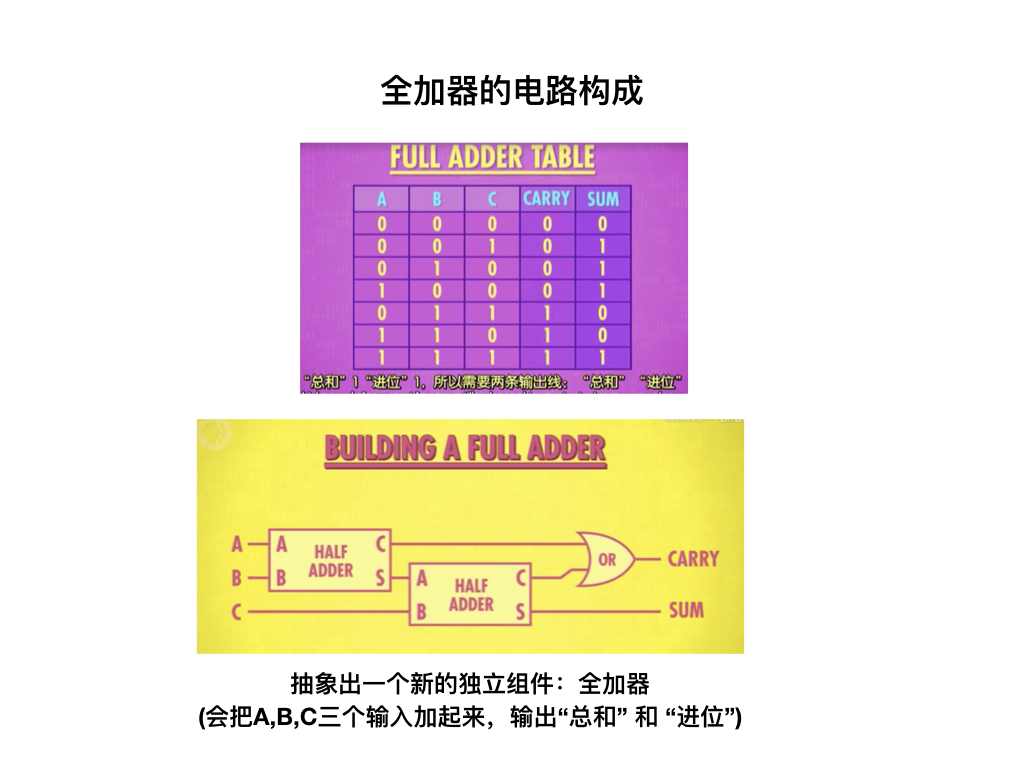 全加器的电路构成
FULL ADDER TABLE
A B C CARRY SUM
0 0 0 0 0
0 0 1 0 1
0 1 0 0 1
1 0 0 0 1
0 1 1 1 0
1 1 0 1 0
1 1 1 1 1
“总和” 1 “进位” 1, 所以需要两条输出线: “总和” “进位”
BUILDING A FULL ADDER
A A HALF ADDER C OR CARRY
B B S A HALF ADDER C
C B S SUM
抽象出一个新的独立组件：全加器
(会把A,B,C三个输入加起来，输出“总和” 和 “进位”)